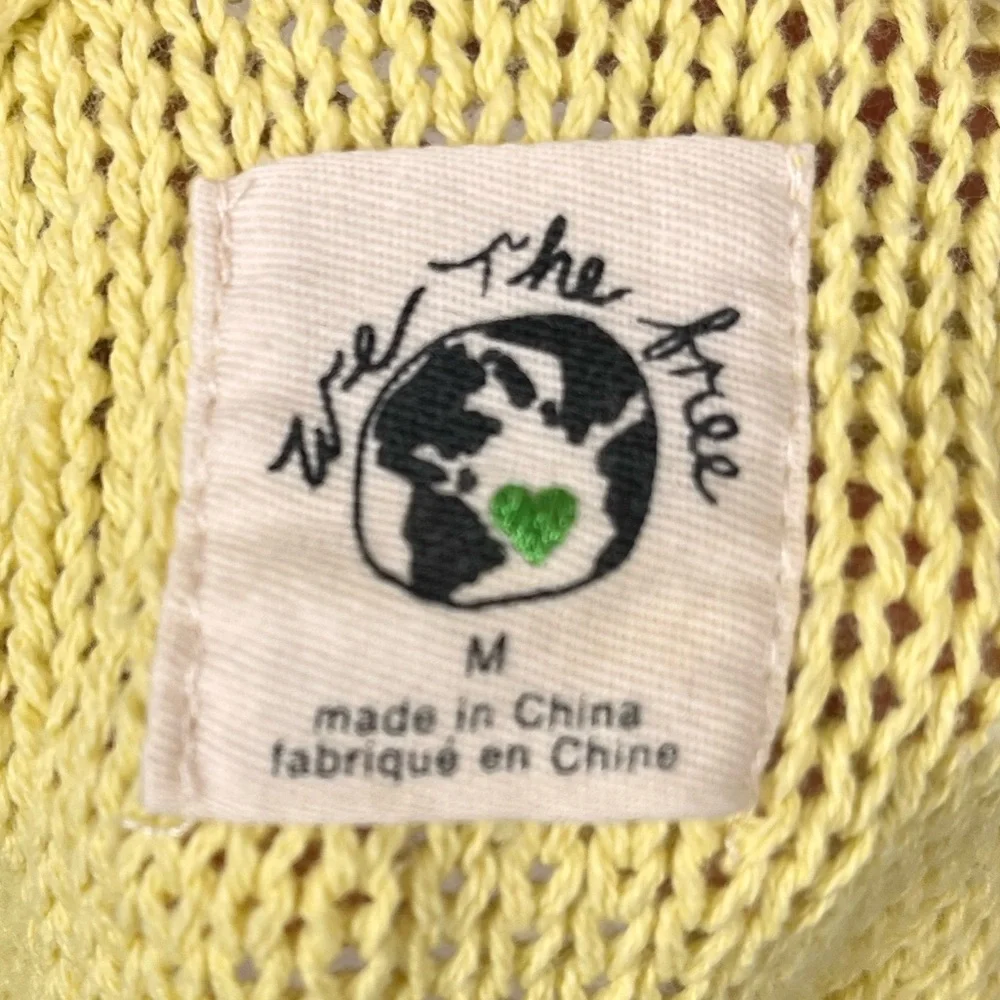 We The Free
M
made in China
fabriqué en Chine